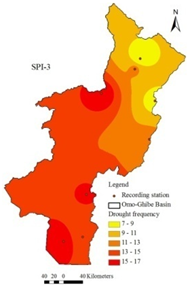 N
SPI-3
Legend
Recording station
Omo-Ghibe Basin
Drought frequency
7 - 9
9 - 11
11 - 13
13 - 15
15 - 17
40 20 0 40 Kilometers